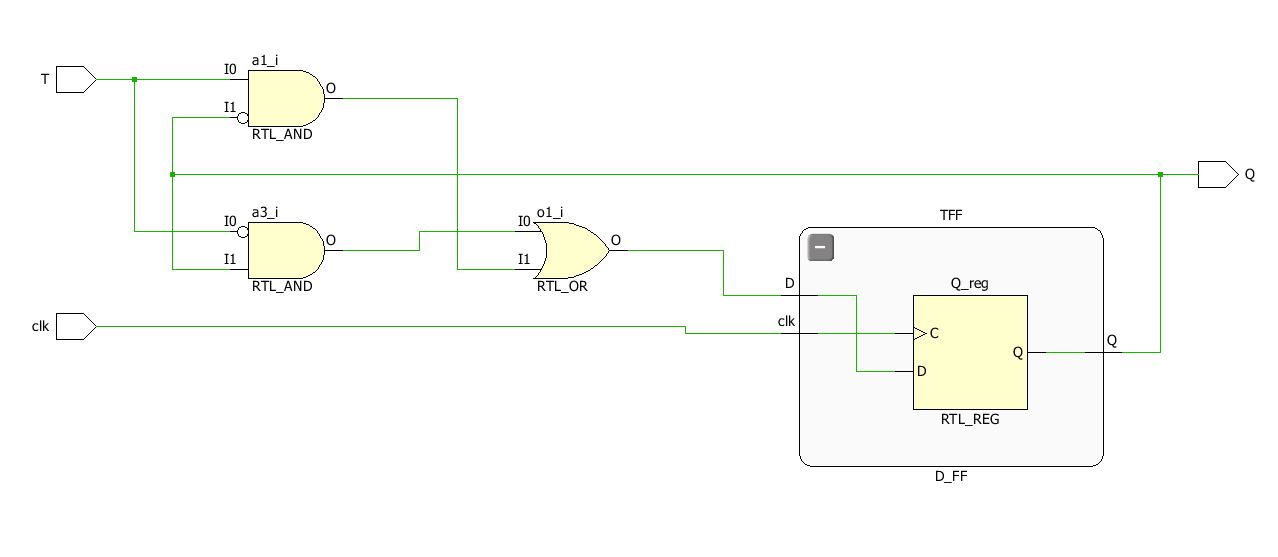 a1_i
T
I0
O
I1
RTL_AND
Q
a3_i
I0
O
I1
RTL_AND
o1_i
I0
O
I1
RTL_OR
TFF
−
Q_reg
D
clk
C
Q
D
Q
RTL_REG
D_FF
clk